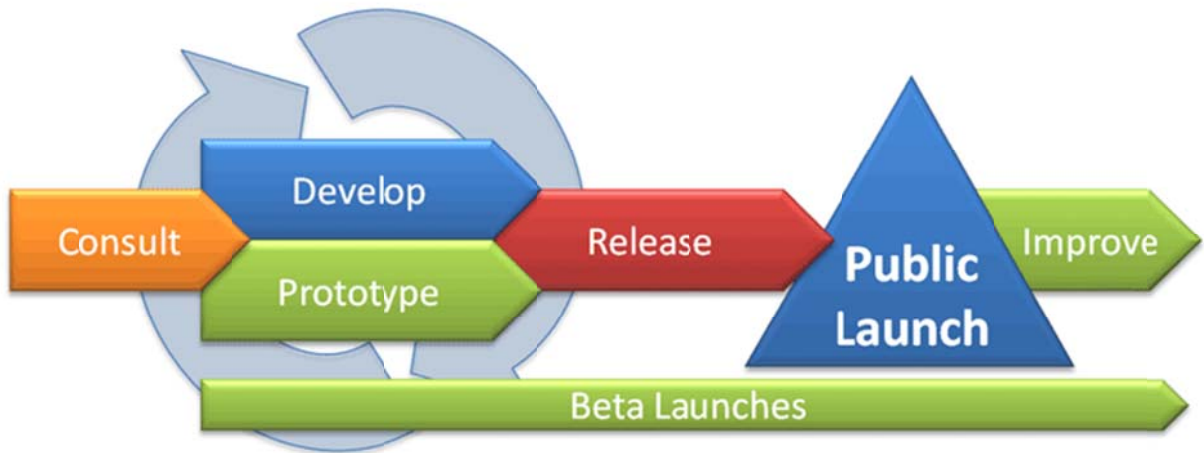 Consult
Develop
Prototype
Release
Public
Launch
Improve
Beta Launches